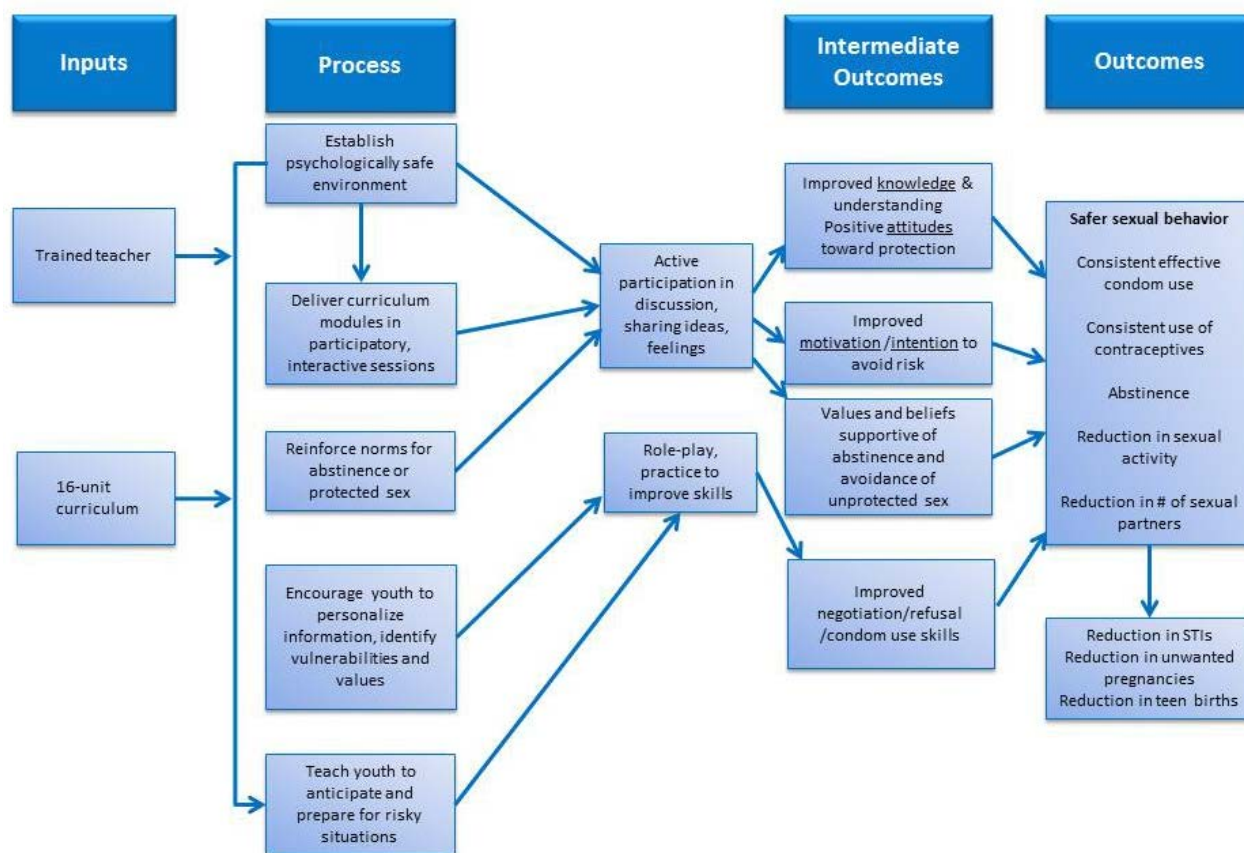 Inputs
Process
Intermediate
Outcomes
Outcomes
Trained teacher
16-unit
curriculum
Establish
psychologically safe
environment
Deliver curriculum
modules in
participatory,
interactive sessions
Reinforce norms for
abstinence or
protected sex
Encourage youth to
personalize
information, identify
vulnerabilities and
values
Teach youth to
anticipate and
prepare for risky
situations
Active
participation in
discussion,
sharing ideas,
feelings
Role-play,
practice to
improve skills
Improved knowledge &
understanding
Positive attitudes
toward protection
Improved
motivation /intention to
avoid risk
Values and beliefs
supportive of
abstinence and
avoidance of
unprotected sex
Improved
negotiation/refusal
/condom use skills
Safer sexual behavior
Consistent effective
condom use
Consistent use of
contraceptives
Abstinence
Reduction in sexual
activity
Reduction in # of sexual
partners
Reduction in STIs
Reduction in unwanted
pregnancies
Reduction in teen births